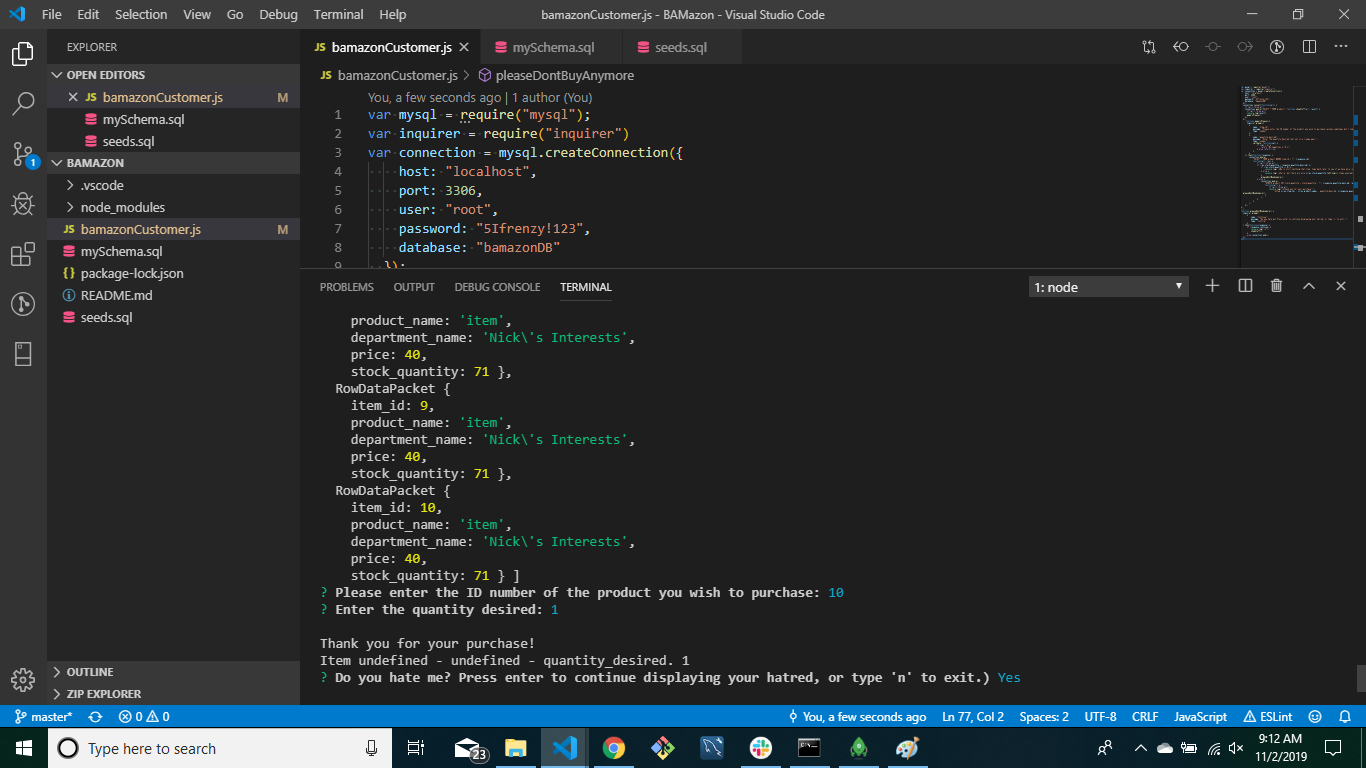 File Edit Selection View Go Debug Terminal Help bamazonCustomer.js - BAMazon - Visual Studio Code
EXPLORER
OPEN EDITORS
JS bamazonCustomer.js M
mySchema.sql
seeds.sql
BAMAZON
.vscode
node_modules
JS bamazonCustomer.js M
mySchema.sql
{} package-lock.json
README.md
seeds.sql
OUTLINE
ZIP EXPLORER
1
JS bamazonCustomer.js mySchema.sql seeds.sql
JS bamazonCustomer.js > pleaseDontBuyAnymore
You, a few seconds ago | 1 author (You)
1 var mysql = require("mysql");
2 var inquirer = require("inquirer")
3 var connection = mysql.createConnection({
4 host: "localhost",
5 port: 3306,
6 user: "root",
7 password: "5Ifrenzy!123",
8 database: "bamazonDB"
9 });
PROBLEMS OUTPUT DEBUG CONSOLE TERMINAL 1: node
product_name: 'item',
department_name: 'Nick\'s Interests',
price: 40,
stock_quantity: 71 },
RowDataPacket {
item_id: 9,
product_name: 'item',
department_name: 'Nick\'s Interests',
price: 40,
stock_quantity: 71 },
RowDataPacket {
item_id: 10,
product_name: 'item',
department_name: 'Nick\'s Interests',
price: 40,
stock_quantity: 71 } ]
? Please enter the ID number of the product you wish to purchase: 10
? Enter the quantity desired: 1
Thank you for your purchase!
Item undefined - undefined - quantity_desired. 1
? Do you hate me? Press enter to continue displaying your hatred, or type 'n' to exit.) Yes
master* 0 0 You, a few seconds ago Ln 77, Col 2 Spaces: 2 UTF-8 CRLF JavaScript ESLint
Type here to search 23 9:12 AM
11/2/2019